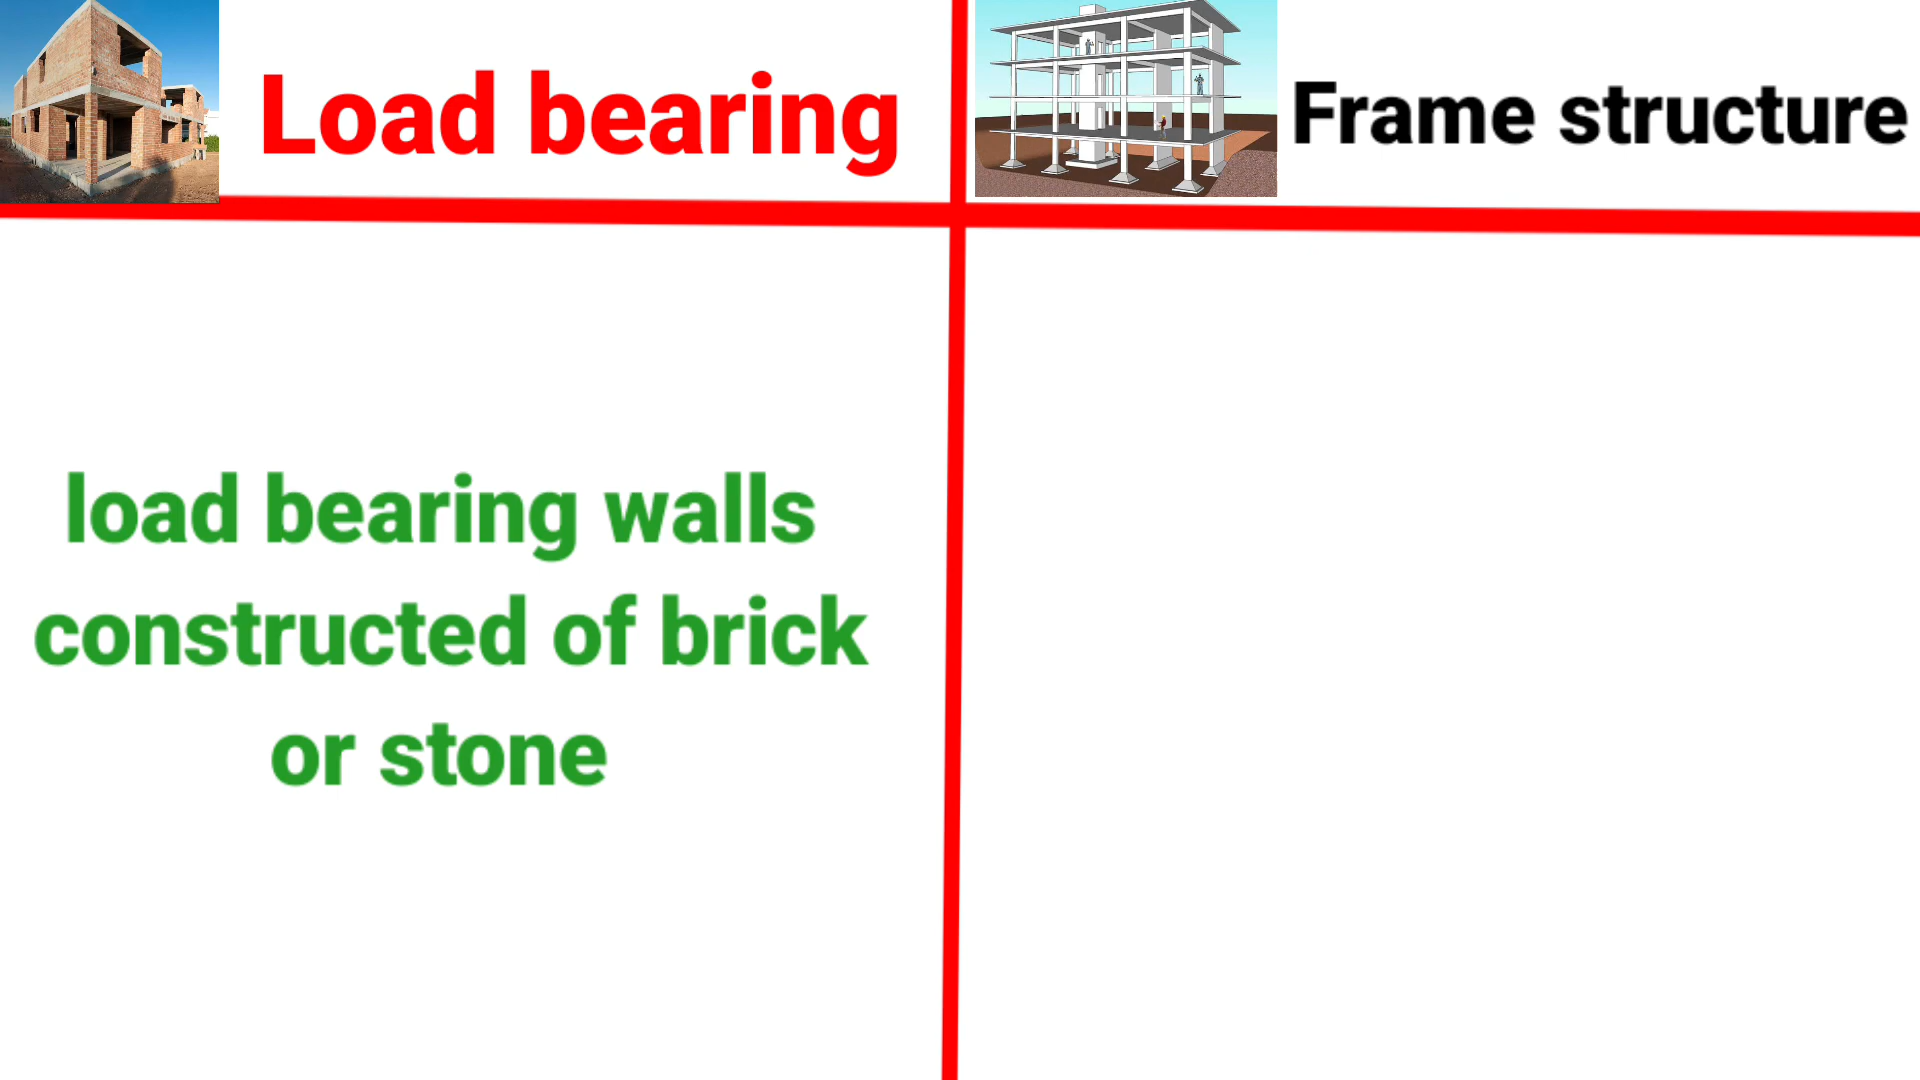 Load bearing
Frame structure
load bearing walls
constructed of brick
or stone